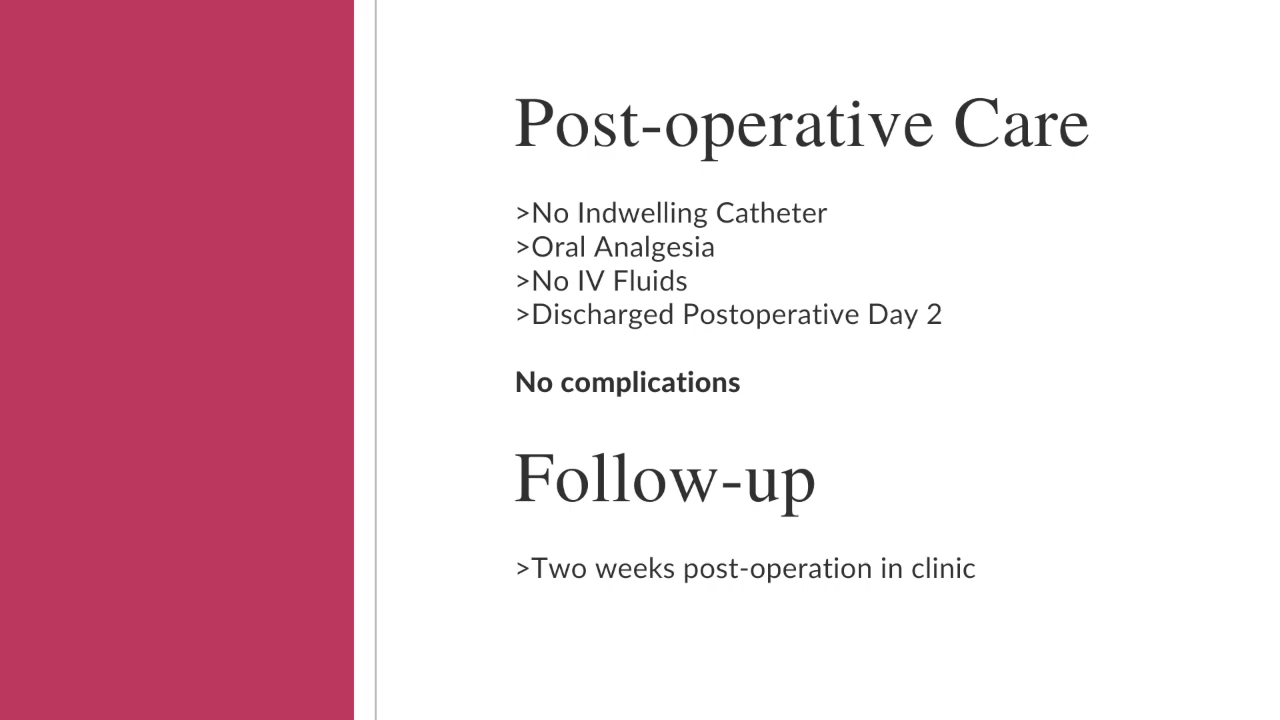 Post-operative Care
>No Indwelling Catheter
>Oral Analgesia
>No IV Fluids
>Discharged Postoperative Day 2
No complications
Follow-up
>Two weeks post-operation in clinic